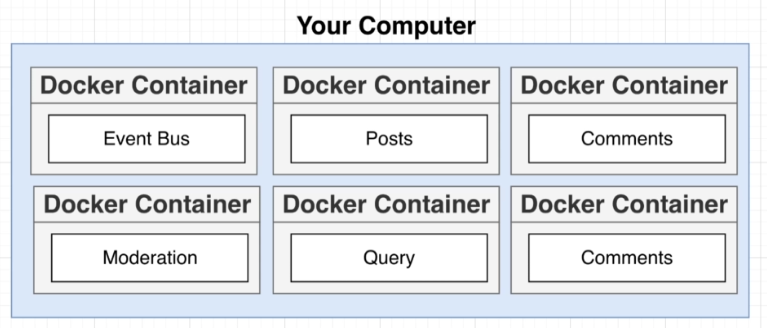 Your Computer
Docker Container Docker Container Docker Container
Event Bus Posts Comments
Docker Container Docker Container Docker Container
Moderation Query Comments